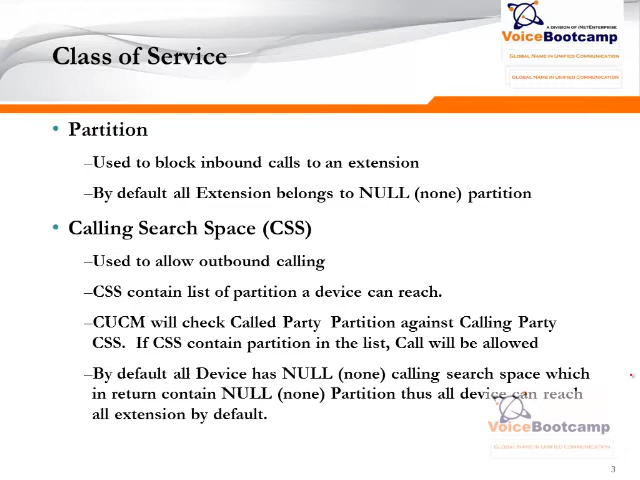 A DIVISION OF iNETENTERPRISE
VoiceBootcamp
GLOBAL NAME IN UNIFIED COMMUNICATION
GLOBAL NAME IN UNIFIED COMMUNICATION
Class of Service
• Partition
–Used to block inbound calls to an extension
–By default all Extension belongs to NULL (none) partition
• Calling Search Space (CSS)
–Used to allow outbound calling
–CSS contain list of partition a device can reach.
–CUCM will check Called Party Partition against Calling Party
CSS. If CSS contain partition in the list, Call will be allowed
–By default all Device has NULL (none) calling search space which
in return contain NULL (none) Partition thus all device can reach
all extension by default.
VoiceBootcamp
GLOBAL NAME IN UNIFIED COMMUNICATION
3